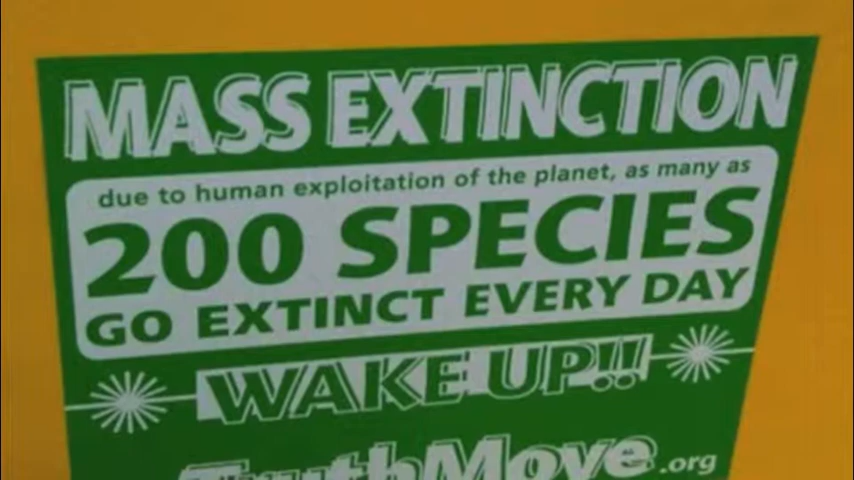 MASS EXTINCTION
due to human exploitation of the planet, as many as
200 SPECIES
GO EXTINCT EVERY DAY
WAKE UP!!
TruthMove.org